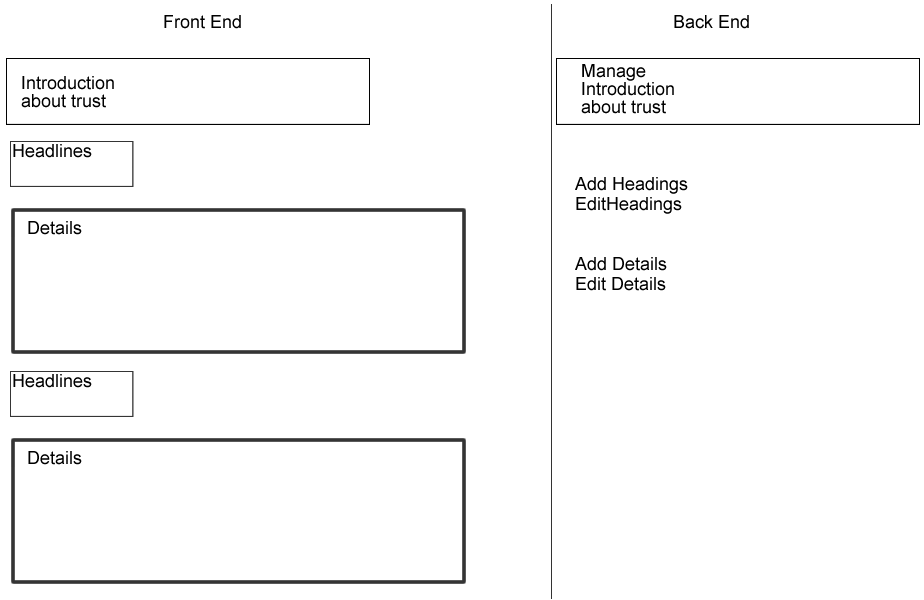 Front End
Introduction
about trust
Headlines
Details
Headlines
Details
Back End
Manage
Introduction
about trust
Add Headings
EditHeadings
Add Details
Edit Details